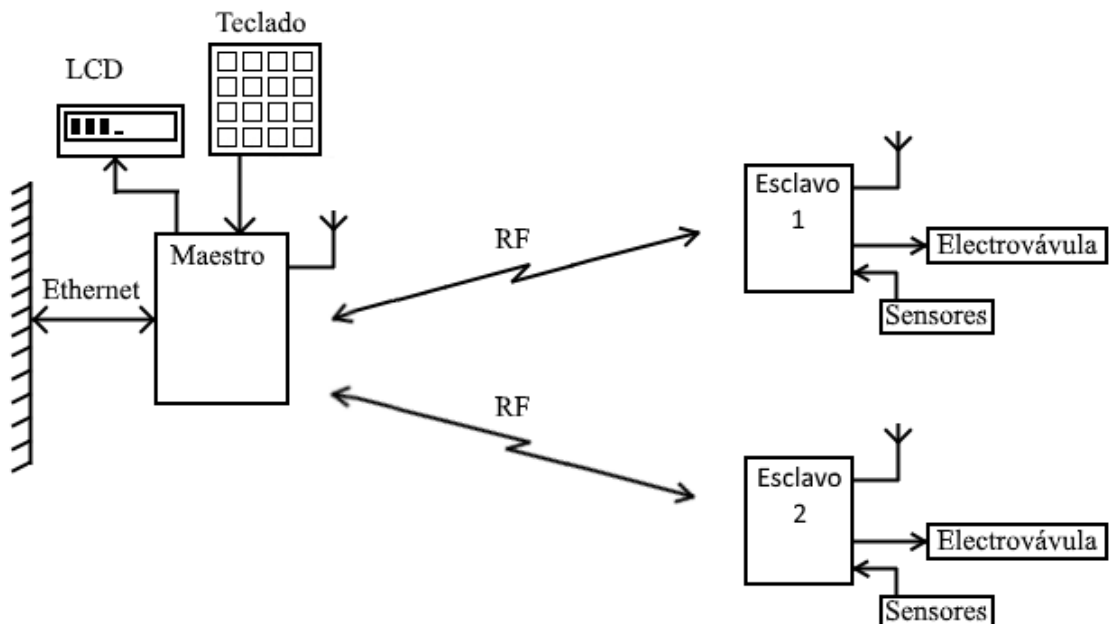 Teclado
LCD
Maestro
Ethernet
RF
Esclavo
1
Electrovávula
Sensores
RF
Esclavo
2
Electrovávula
Sensores